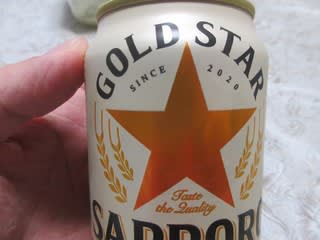 GOLD STAR
SINCE 2020
Taste
the Quality
SAPPORO